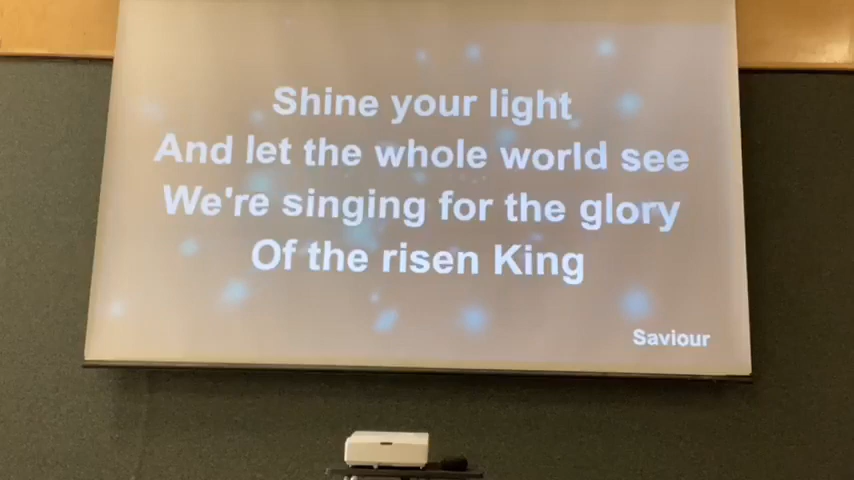 Shine your light
And let the whole world see
We're singing for the glory
Of the risen King
Saviour